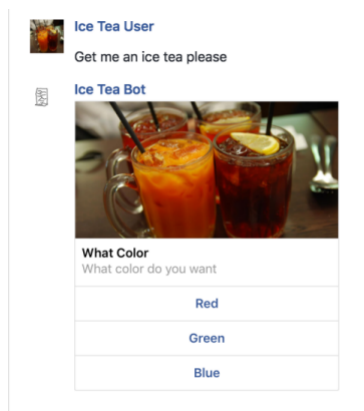 Ice Tea User
Get me an ice tea please
Ice Tea Bot
What Color
What color do you want
Red
Green
Blue